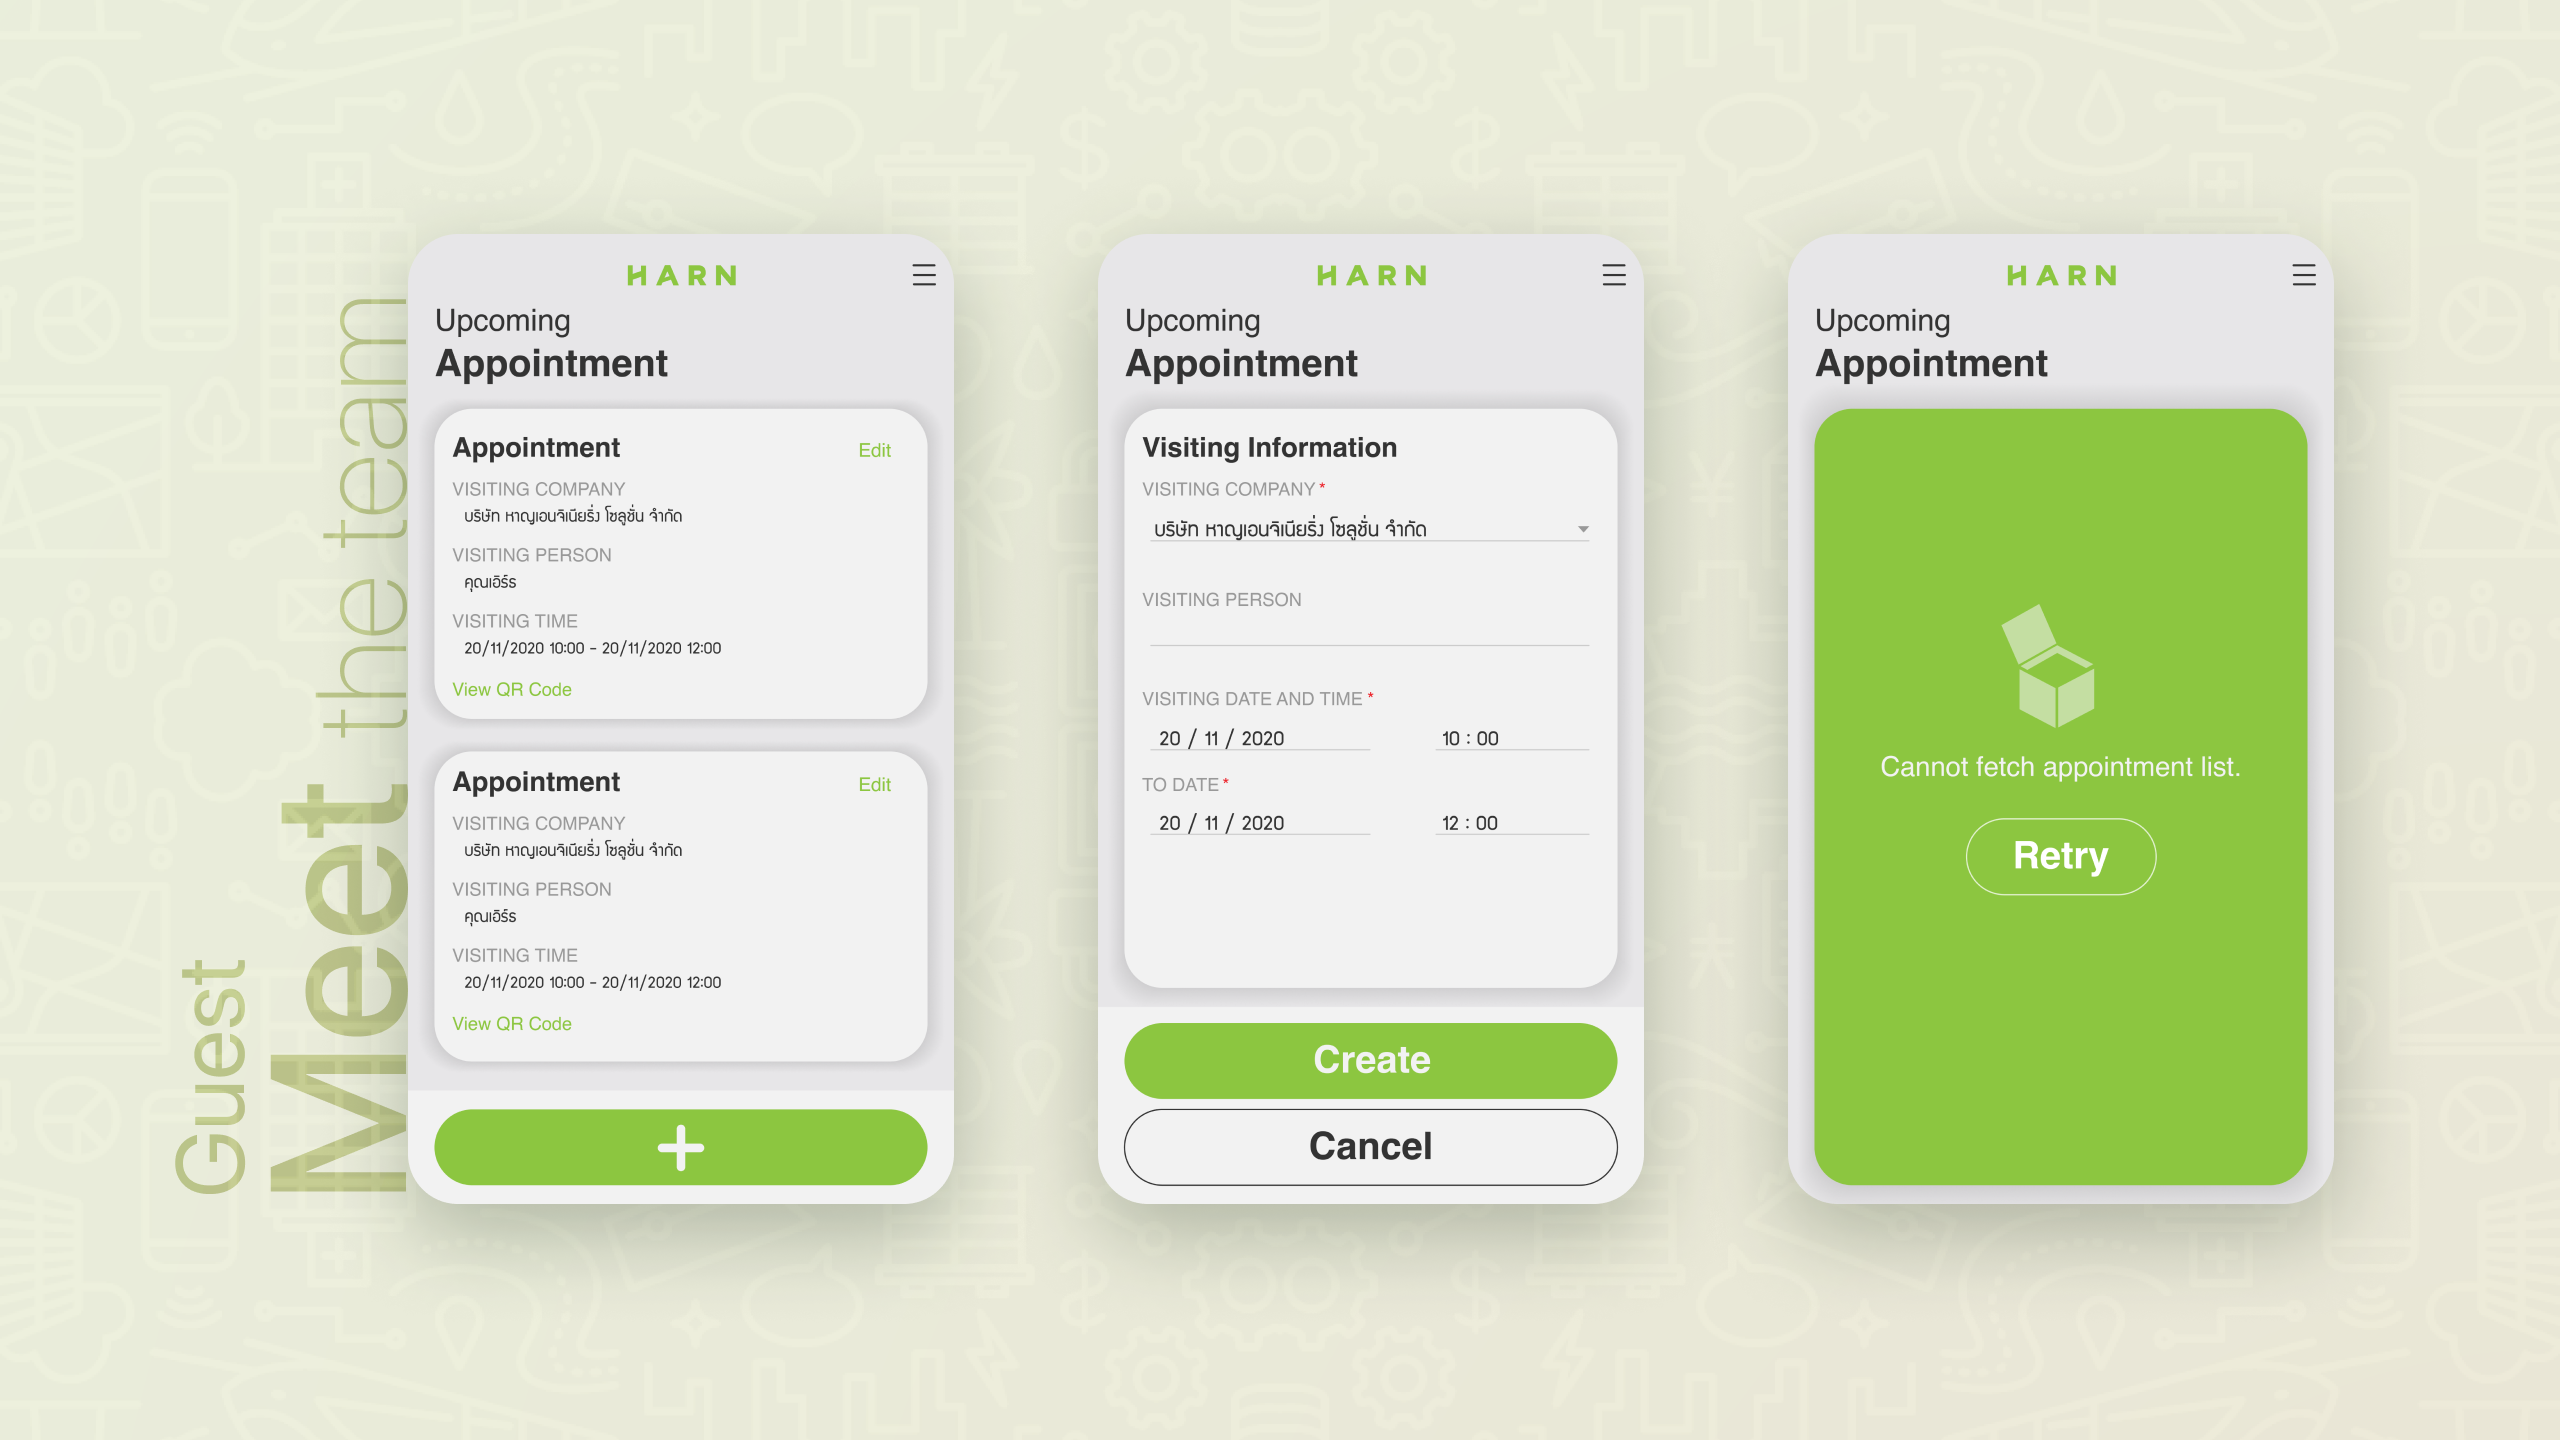 Guest
Meet the team
HARN
Upcoming
Appointment
Appointment
Edit
VISITING COMPANY
บริษัท หาญเอนจิเนียริ่ง โซลูชั่น จำกัด
VISITING PERSON
คุณเอิร์ธ
VISITING TIME
20/11/2020 10:00 - 20/11/2020 12:00
View QR Code
Appointment
Edit
VISITING COMPANY
บริษัท หาญเอนจิเนียริ่ง โซลูชั่น จำกัด
VISITING PERSON
คุณเอิร์ธ
VISITING TIME
20/11/2020 10:00 - 20/11/2020 12:00
View QR Code
HARN
Upcoming
Appointment
Visiting Information
VISITING COMPANY *
บริษัท หาญเอนจิเนียริ่ง โซลูชั่น จำกัด
VISITING PERSON
VISITING DATE AND TIME *
20 / 11 / 2020 10 : 00
TO DATE *
20 / 11 / 2020 12 : 00
Create
Cancel
HARN
Upcoming
Appointment
Cannot fetch appointment list.
Retry